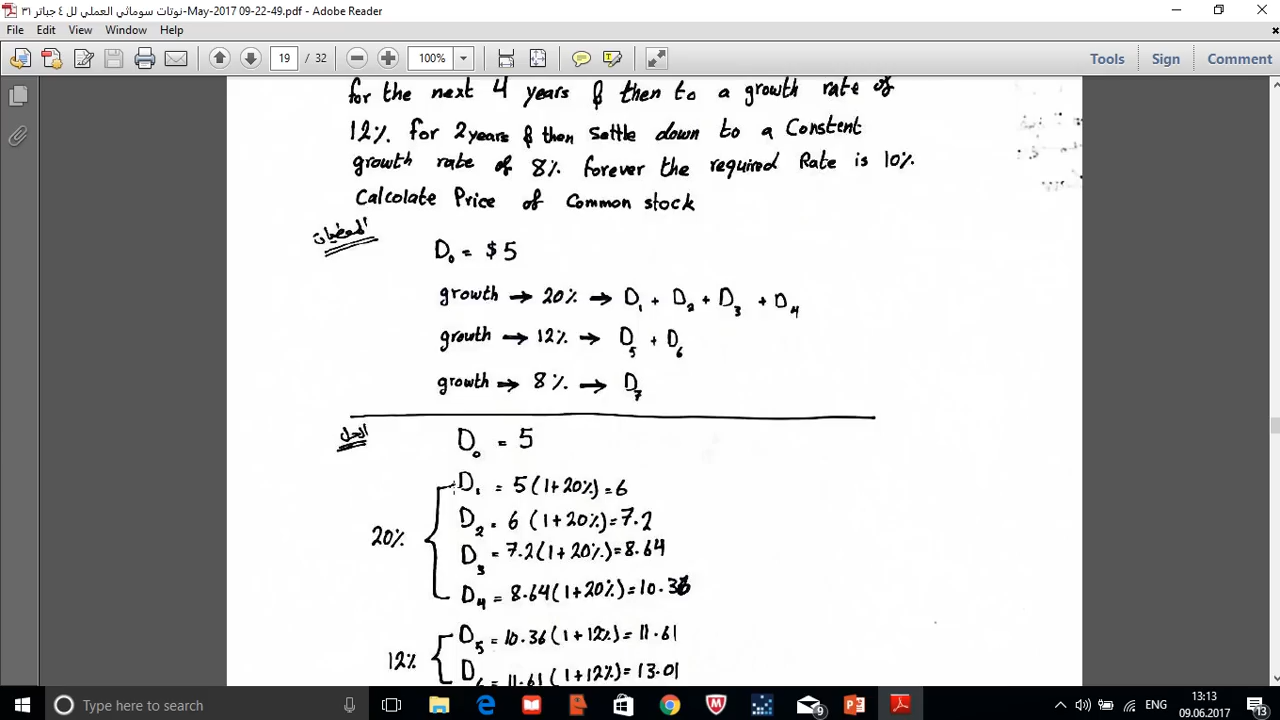 نوتات سوماثي العملي لل ٤ جباتر ٣١-May-2017 09-22-49.pdf - Adobe Reader
File Edit View Window Help
19 / 32 100% Tools Sign Comment
for the next 4 years & then to a growth rate of
12% for 2 years & then Settle down to a Constent
growth rate of 8% forever the required Rate is 10%
Calcolate Price of Common stock
المعطيات
D0 = $5
growth → 20% → D1 + D2 + D3 + D4
growth → 12% → D5 + D6
growth → 8% → D7
الحل
D0 = 5
D1 = 5(1+20%)=6
D2 = 6 (1+20%)=7.2
D3 = 7.2(1+20%)=8.64
20%
D4 = 8.64(1+20%)=10.36
D5 = 10.36(1+12%)=11.61
12%
D6 = 11.61(1+12%)=13.01
Type here to search
9
ENG
13:13
09.06.2017